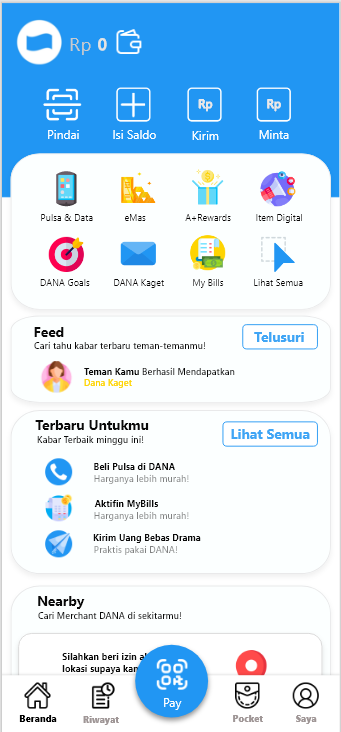 Rp 0
Pindai
Isi Saldo
Rp
Kirim
Rp
Minta
Pulsa & Data
eMas
A+Rewards
Item Digital
DANA Goals
DANA Kaget
My Bills
Lihat Semua
Feed
Cari tahu kabar terbaru teman-temanmu!
Telusuri
Teman Kamu Berhasil Mendapatkan
Dana Kaget
Terbaru Untukmu
Kabar Terbaik minggu ini!
Lihat Semua
Beli Pulsa di DANA
Harganya lebih murah!
Aktifin MyBills
Harganya lebih murah!
Kirim Uang Bebas Drama
Praktis pakai DANA!
Nearby
Cari Merchant DANA di sekitarmu!
Silahkan beri izin
lokasi supaya
Beranda
Riwayat
Pay
Pocket
Saya